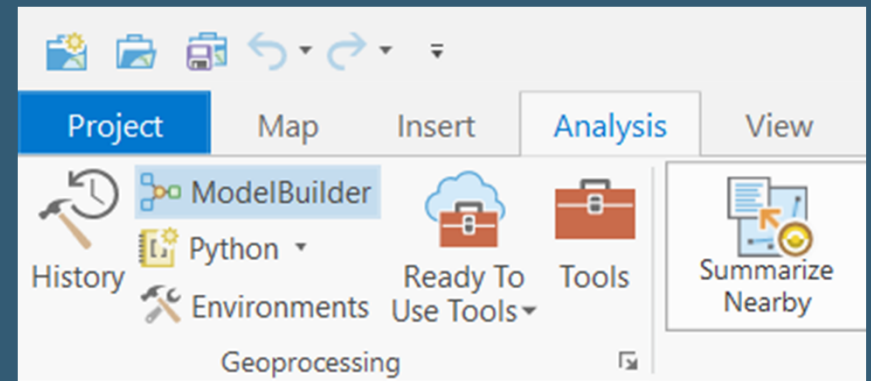 Project Map Insert Analysis View
ModelBuilder
Python
Environments
History
Ready To
Use Tools
Tools
Geoprocessing
Summarize
Nearby